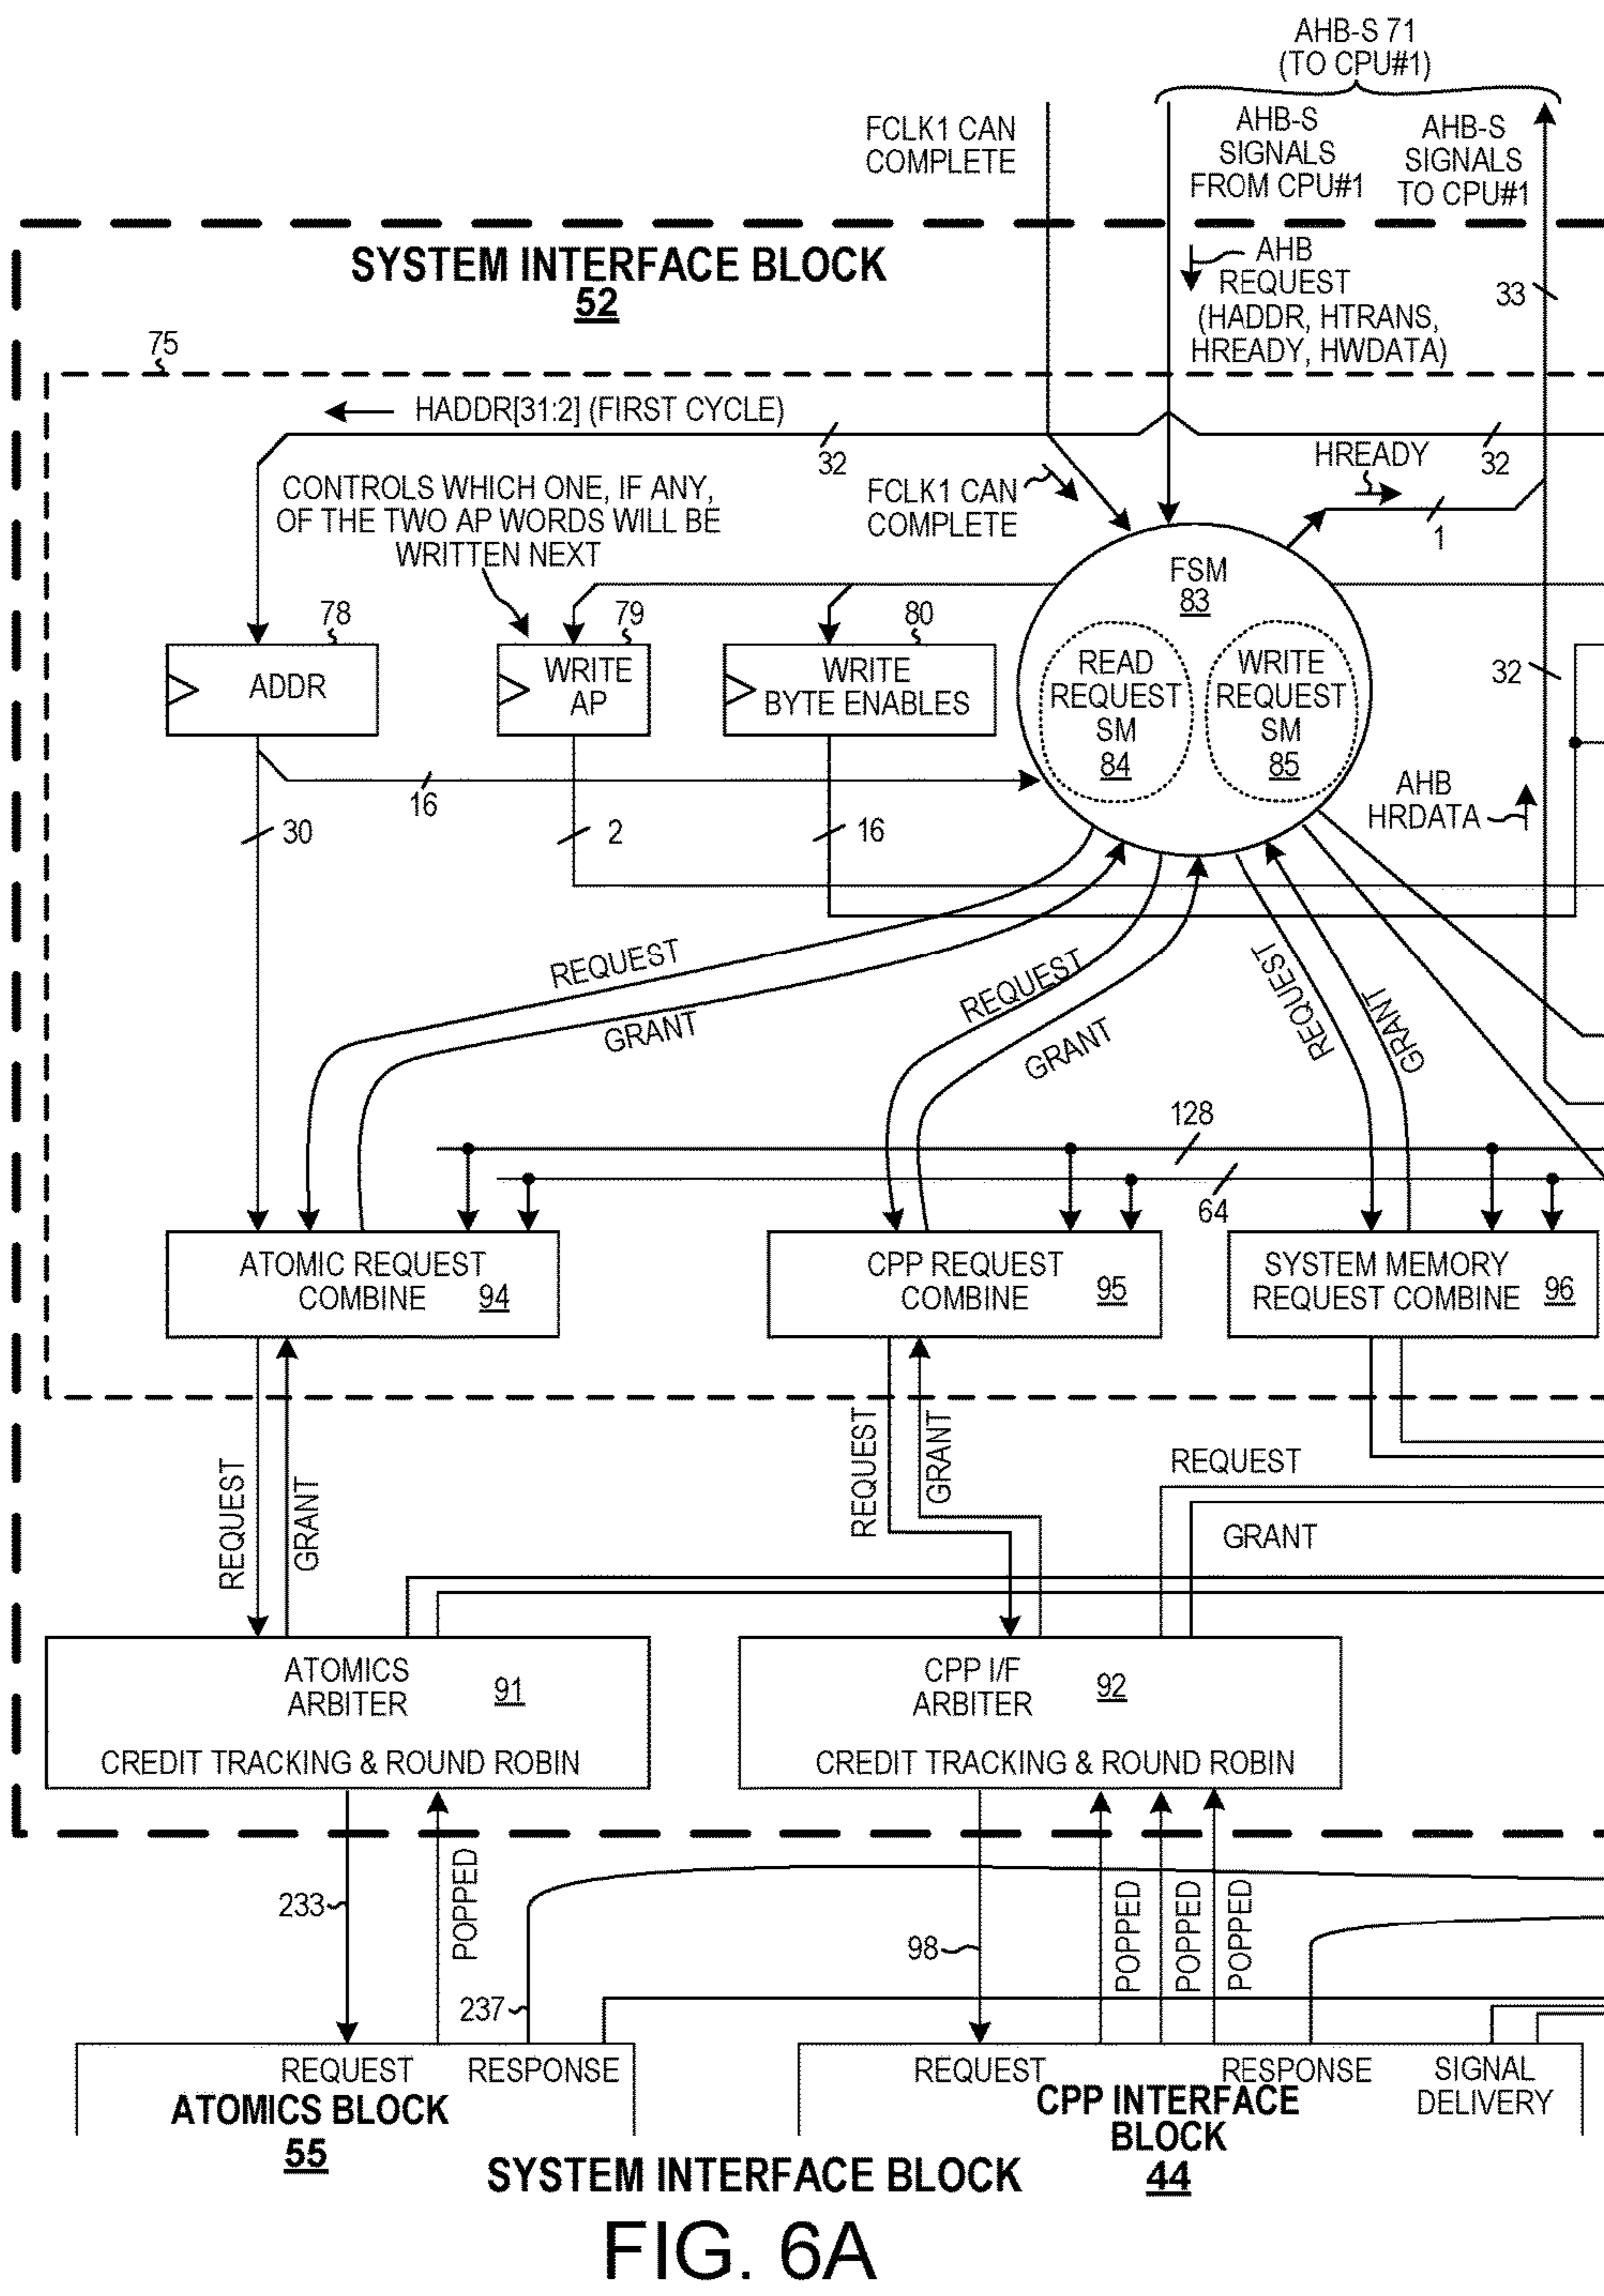 AHB-S 71
(TO CPU#1)
FCLK1 CAN
COMPLETE
AHB-S
SIGNALS
FROM CPU#1
AHB-S
SIGNALS
TO CPU#1
SYSTEM INTERFACE BLOCK
52
AHB
REQUEST
(HADDR, HTRANS,
HREADY, HWDATA)
33
75
HADDR[31:2] (FIRST CYCLE)
32
HREADY
32
CONTROLS WHICH ONE, IF ANY,
OF THE TWO AP WORDS WILL BE
WRITTEN NEXT
FCLK1 CAN
COMPLETE
1
FSM
83
78
79
80
ADDR
WRITE
AP
WRITE
BYTE ENABLES
READ
REQUEST
SM
84
WRITE
REQUEST
SM
85
32
16
30
2
16
AHB
HRDATA
REQUEST
GRANT
REQUEST
GRANT
REQUEST
GRANT
128
64
ATOMIC REQUEST
COMBINE 94
CPP REQUEST
COMBINE 95
SYSTEM MEMORY
REQUEST COMBINE 96
REQUEST
GRANT
REQUEST
GRANT
REQUEST
GRANT
ATOMICS
ARBITER 91
CREDIT TRACKING & ROUND ROBIN
CPP I/F
ARBITER 92
CREDIT TRACKING & ROUND ROBIN
233
POPPED
237
98
POPPED
POPPED
POPPED
REQUEST
RESPONSE
ATOMICS BLOCK
55
REQUEST
RESPONSE
SIGNAL
DELIVERY
CPP INTERFACE
BLOCK
44
SYSTEM INTERFACE BLOCK
FIG. 6A